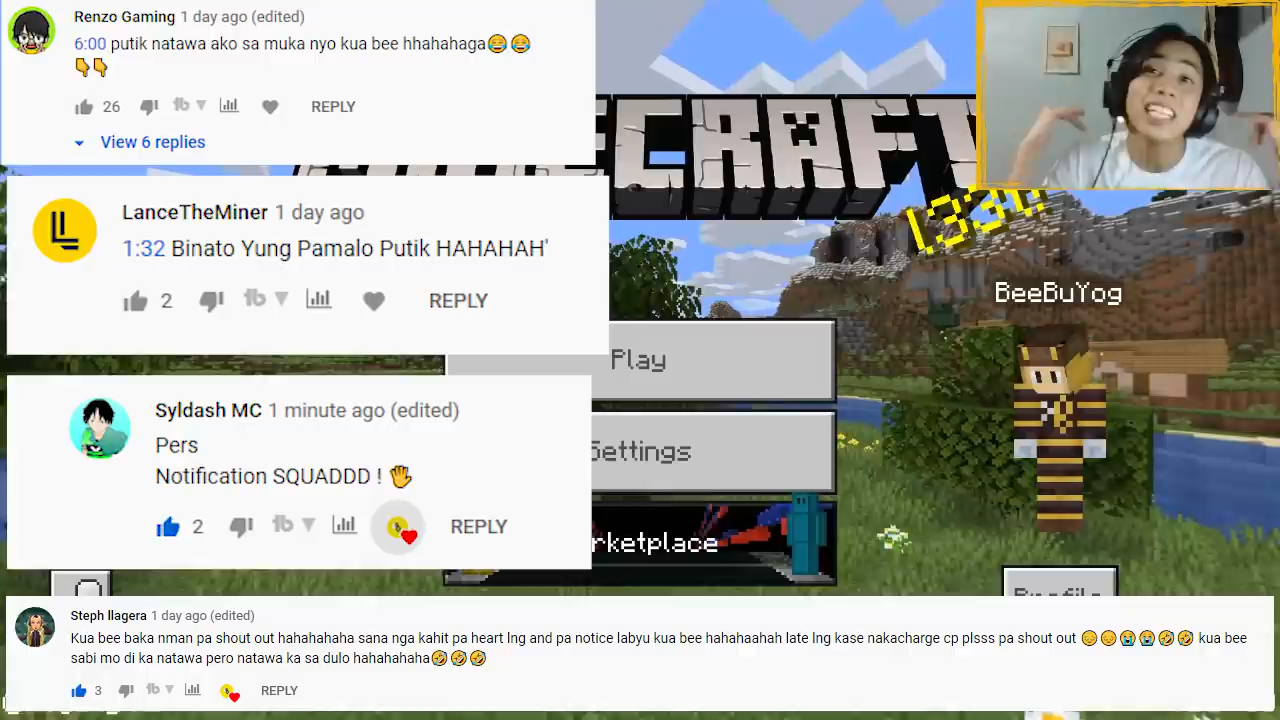 Renzo Gaming 1 day ago (edited)
6:00 putik natawa ako sa muka nyo kua bee hhahahaga😂😂
👇👇
26 REPLY
View 6 replies
LanceTheMiner 1 day ago
1:32 Binato Yung Pamalo Putik HAHAHAH'
2 REPLY
Syldash MC 1 minute ago (edited)
Pers
Notification SQUADDD ! 👋
2 REPLY
BeeBuYog
Play
Settings
rketplace
Steph llagera 1 day ago (edited)
Kua bee baka nman pa shout out hahahahaha sana nga kahit pa heart lng and pa notice labyu kua bee hahahaahah late lng kase nakacharge cp plsss pa shout out 😔😔😭😭🤣🤣 kua bee
sabi mo di ka natawa pero natawa ka sa dulo hahahahaha🤣🤣🤣
3 REPLY